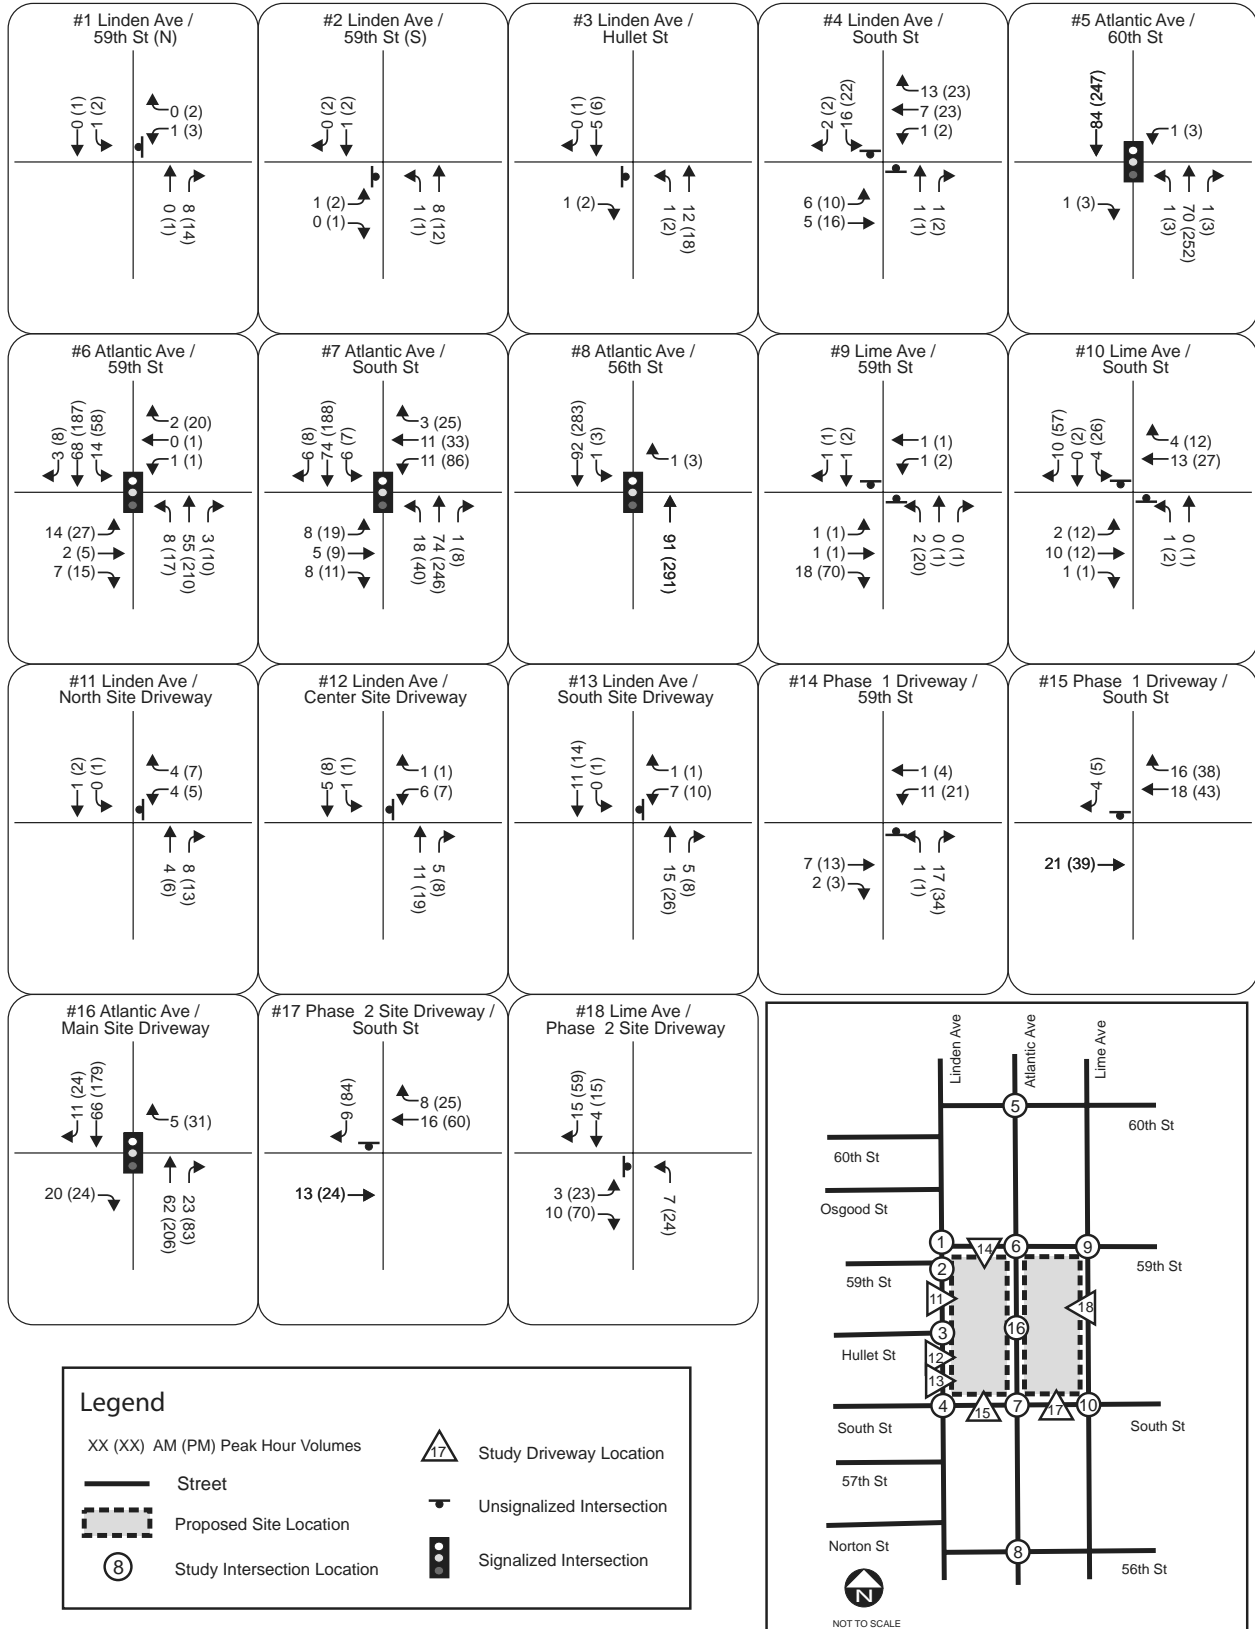 #1 Linden Ave /
59th St (N)
0 (1)
1 (2)
0 (2)
1 (3)
0 (1)
8 (14)
#2 Linden Ave /
59th St (S)
0 (2)
1 (2)
1 (2)
0 (1)
1 (1)
8 (12)
#3 Linden Ave /
Hullet St
0 (1)
5 (6)
1 (2)
1 (2)
12 (18)
#4 Linden Ave /
South St
2 (2)
16 (22)
13 (23)
7 (23)
1 (2)
6 (10)
5 (16)
1 (1)
1 (2)
#5 Atlantic Ave /
60th St
84 (247)
1 (3)
1 (3)
1 (3)
70 (252)
1 (3)
#6 Atlantic Ave /
59th St
3 (8)
68 (187)
14 (58)
2 (20)
0 (1)
1 (1)
14 (27)
2 (5)
7 (15)
8 (17)
55 (210)
3 (10)
#7 Atlantic Ave /
South St
6 (8)
74 (188)
6 (7)
3 (25)
11 (33)
11 (86)
8 (19)
5 (9)
8 (11)
18 (40)
74 (246)
1 (8)
#8 Atlantic Ave /
56th St
92 (283)
1 (3)
1 (3)
91 (291)
#9 Lime Ave /
59th St
1 (1)
1 (2)
1 (1)
1 (2)
1 (1)
1 (1)
18 (70)
2 (20)
0 (1)
0 (1)
#10 Lime Ave /
South St
10 (57)
0 (2)
4 (26)
4 (12)
13 (27)
2 (12)
10 (12)
1 (1)
1 (2)
0 (1)
#11 Linden Ave /
North Site Driveway
1 (2)
0 (1)
4 (7)
4 (5)
4 (6)
8 (13)
#12 Linden Ave /
Center Site Driveway
5 (8)
1 (1)
1 (1)
6 (7)
11 (19)
5 (8)
#13 Linden Ave /
South Site Driveway
11 (14)
0 (1)
1 (1)
7 (10)
15 (26)
5 (8)
#14 Phase 1 Driveway /
59th St
1 (4)
11 (21)
7 (13)
2 (3)
1 (1)
17 (34)
#15 Phase 1 Driveway /
South St
4 (5)
16 (38)
18 (43)
21 (39)
#16 Atlantic Ave /
Main Site Driveway
11 (24)
66 (179)
5 (31)
20 (24)
62 (206)
23 (83)
#17 Phase 2 Site Driveway /
South St
9 (84)
8 (25)
16 (60)
13 (24)
#18 Lime Ave /
Phase 2 Site Driveway
15 (59)
4 (15)
3 (23)
10 (70)
7 (24)
Legend
XX (XX) AM (PM) Peak Hour Volumes
Street
Proposed Site Location
8
Study Intersection Location
17
Study Driveway Location
Unsignalized Intersection
Signalized Intersection
Linden Ave
Atlantic Ave
Lime Ave
5
60th St
60th St
Osgood St
1
14
6
9
59th St
2
59th St
11
18
3
16
Hullet St
12
13
4
15
7
17
10
South St
South St
57th St
Norton St
8
56th St
N
NOT TO SCALE